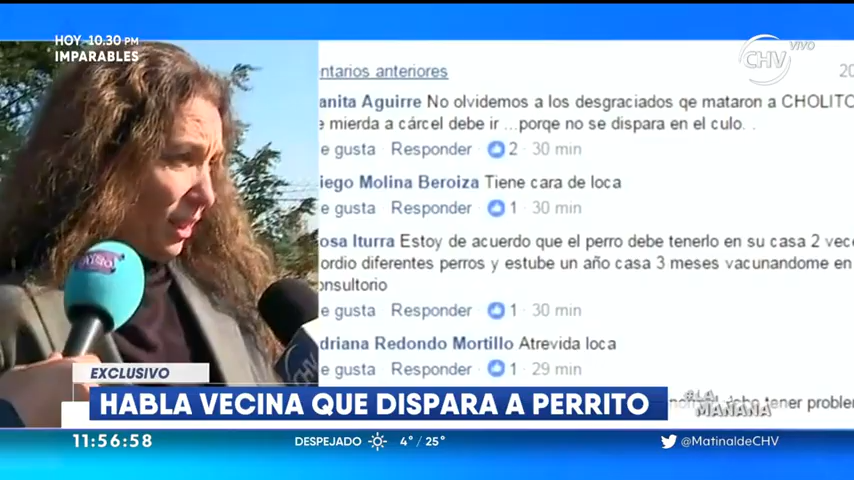 HOY, 10.30 PM
IMPARABLES
CHV VIVO
entarios anteriores
20
anita Aguirre No olvidemos a los desgraciados qe mataron a CHOLITO
e mierda a cárcel debe ir ...porqe no se dispara en el culo. .
e gusta · Responder · 2 · 30 min
iego Molina Beroiza Tiene cara de loca
e gusta · Responder · 1 · 30 min
osa Iturra Estoy de acuerdo que el perro debe tenerlo en su casa 2 vece
ordio diferentes perros y estube un año casa 3 meses vacunandome en
onsultorio
e gusta · Responder · 1 · 30 min
driana Redondo Mortillo Atrevida loca
e gusta · Responder · 1 · 29 min
tener problem
EXCLUSIVO
#LA
MAÑANA
HABLA VECINA QUE DISPARA A PERRITO
11:56:58
DESPEJADO 4° / 25°
@MatinaldeCHV